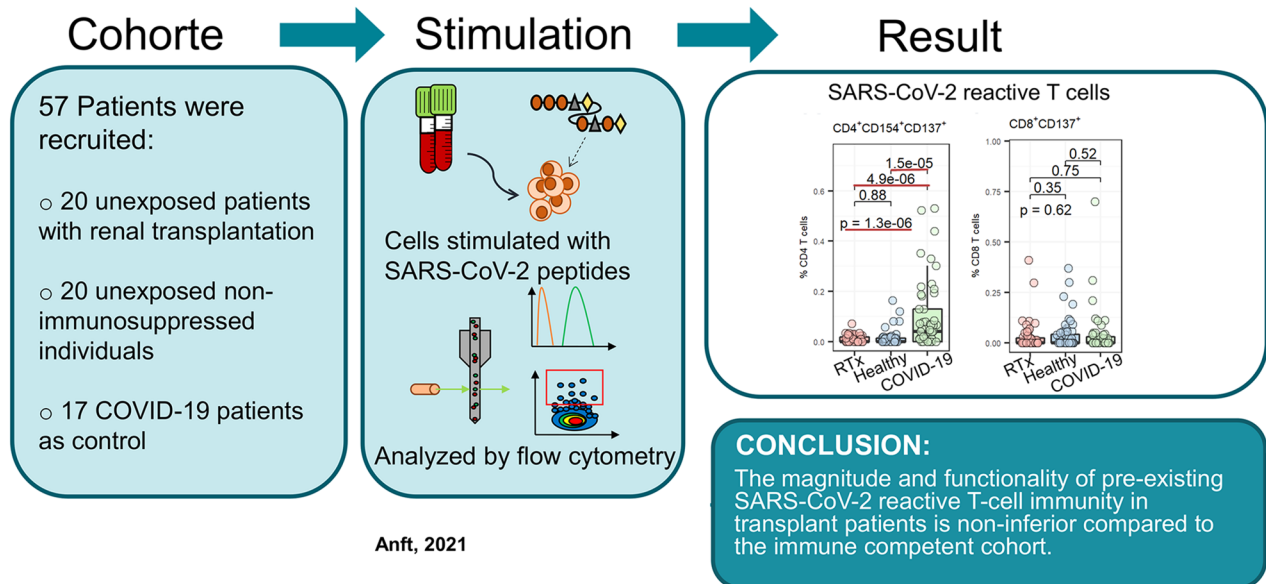 Cohorte
Stimulation
Result
57 Patients were
recruited:
○ 20 unexposed patients
with renal transplantation
○ 20 unexposed non-
immunosuppressed
individuals
○ 17 COVID-19 patients
as control
Cells stimulated with
SARS-CoV-2 peptides
Analyzed by flow cytometry
SARS-CoV-2 reactive T cells
CD4⁺CD154⁺CD137⁺
1.5e-05
4.9e-06
0.88
p = 1.3e-06
% CD4 T cells
0.6
0.4
0.2
0.0
RTx
Healthy
COVID-19
CD8⁺CD137⁺
0.52
0.75
0.35
p = 0.62
% CD8 T cells
1.00
0.75
0.50
0.25
0.00
RTx
Healthy
COVID-19
CONCLUSION:
The magnitude and functionality of pre-existing
SARS-CoV-2 reactive T-cell immunity in
transplant patients is non-inferior compared to
the immune competent cohort.
Anft, 2021